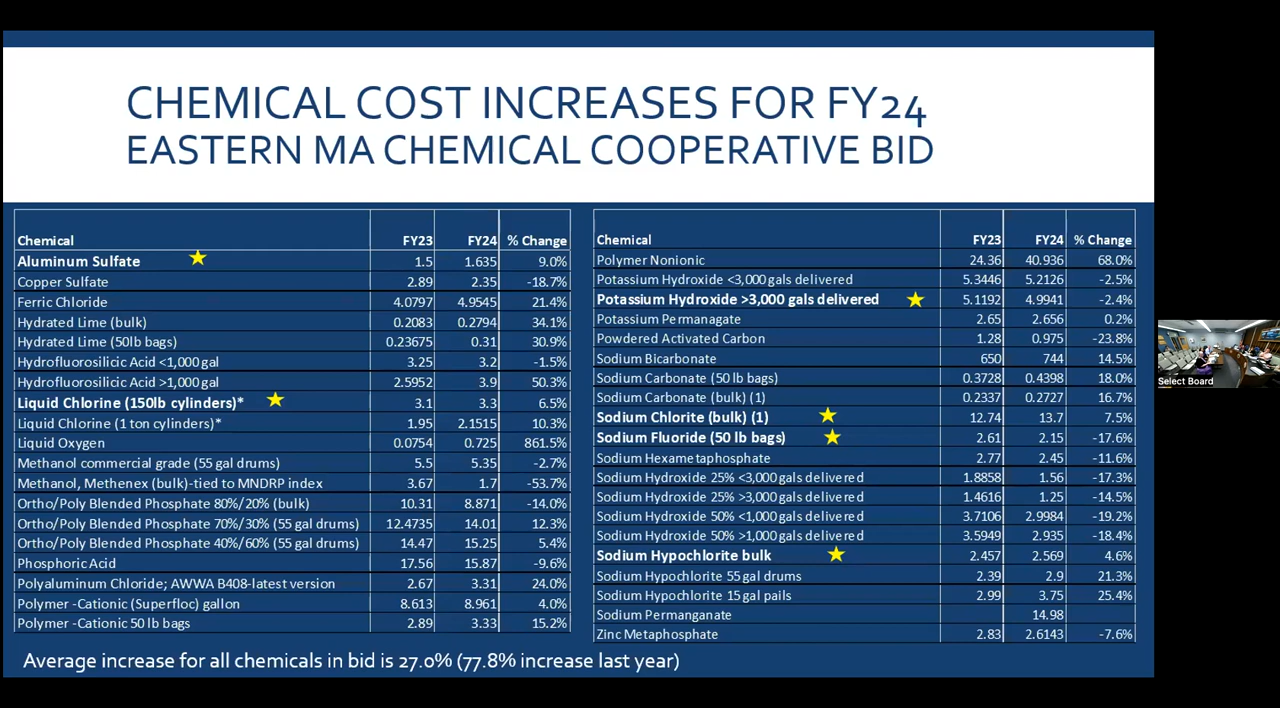 CHEMICAL COST INCREASES FOR FY24
EASTERN MA CHEMICAL COOPERATIVE BID
Chemical FY23 FY24 % Change
Aluminum Sulfate 1.5 1.635 9.0%
Copper Sulfate 2.89 2.35 -18.7%
Ferric Chloride 4.0797 4.9545 21.4%
Hydrated Lime (bulk) 0.2083 0.2794 34.1%
Hydrated Lime (50lb bags) 0.23675 0.31 30.9%
Hydrofluorosilicic Acid <1,000 gal 3.25 3.2 -1.5%
Hydrofluorosilicic Acid >1,000 gal 2.5952 3.9 50.3%
Liquid Chlorine (150lb cylinders)* 3.1 3.3 6.5%
Liquid Chlorine (1 ton cylinders)* 1.95 2.1515 10.3%
Liquid Oxygen 0.0754 0.725 861.5%
Methanol commercial grade (55 gal drums) 5.5 5.35 -2.7%
Methanol, Methenex (bulk)-tied to MNDRP index 3.67 1.7 -53.7%
Ortho/Poly Blended Phosphate 80%/20% (bulk) 10.31 8.871 -14.0%
Ortho/Poly Blended Phosphate 70%/30% (55 gal drums) 12.4735 14.01 12.3%
Ortho/Poly Blended Phosphate 40%/60% (55 gal drums) 14.47 15.25 5.4%
Phosphoric Acid 17.56 15.87 -9.6%
Polyaluminum Chloride; AWWA B408-latest version 2.67 3.31 24.0%
Polymer -Cationic (Superfloc) gallon 8.613 8.961 4.0%
Polymer -Cationic 50 lb bags 2.89 3.33 15.2%
Chemical FY23 FY24 % Change
Polymer Nonionic 24.36 40.936 68.0%
Potassium Hydroxide <3,000 gals delivered 5.3446 5.2126 -2.5%
Potassium Hydroxide >3,000 gals delivered 5.1192 4.9941 -2.4%
Potassium Permanagate 2.65 2.656 0.2%
Powdered Activated Carbon 1.28 0.975 -23.8%
Sodium Bicarbonate 650 744 14.5%
Sodium Carbonate (50 lb bags) 0.3728 0.4398 18.0%
Sodium Carbonate (bulk) (1) 0.2337 0.2727 16.7%
Sodium Chlorite (bulk) (1) 12.74 13.7 7.5%
Sodium Fluoride (50 lb bags) 2.61 2.15 -17.6%
Sodium Hexametaphosphate 2.77 2.45 -11.6%
Sodium Hydroxide 25% <3,000 gals delivered 1.8858 1.56 -17.3%
Sodium Hydroxide 25% >3,000 gals delivered 1.4616 1.25 -14.5%
Sodium Hydroxide 50% <1,000 gals delivered 3.7106 2.9984 -19.2%
Sodium Hydroxide 50% >1,000 gals delivered 3.5949 2.935 -18.4%
Sodium Hypochlorite bulk 2.457 2.569 4.6%
Sodium Hypochlorite 55 gal drums 2.39 2.9 21.3%
Sodium Hypochlorite 15 gal pails 2.99 3.75 25.4%
Sodium Permanganate 14.98
Zinc Metaphosphate 2.83 2.6143 -7.6%
Average increase for all chemicals in bid is 27.0% (77.8% increase last year)
Select Board